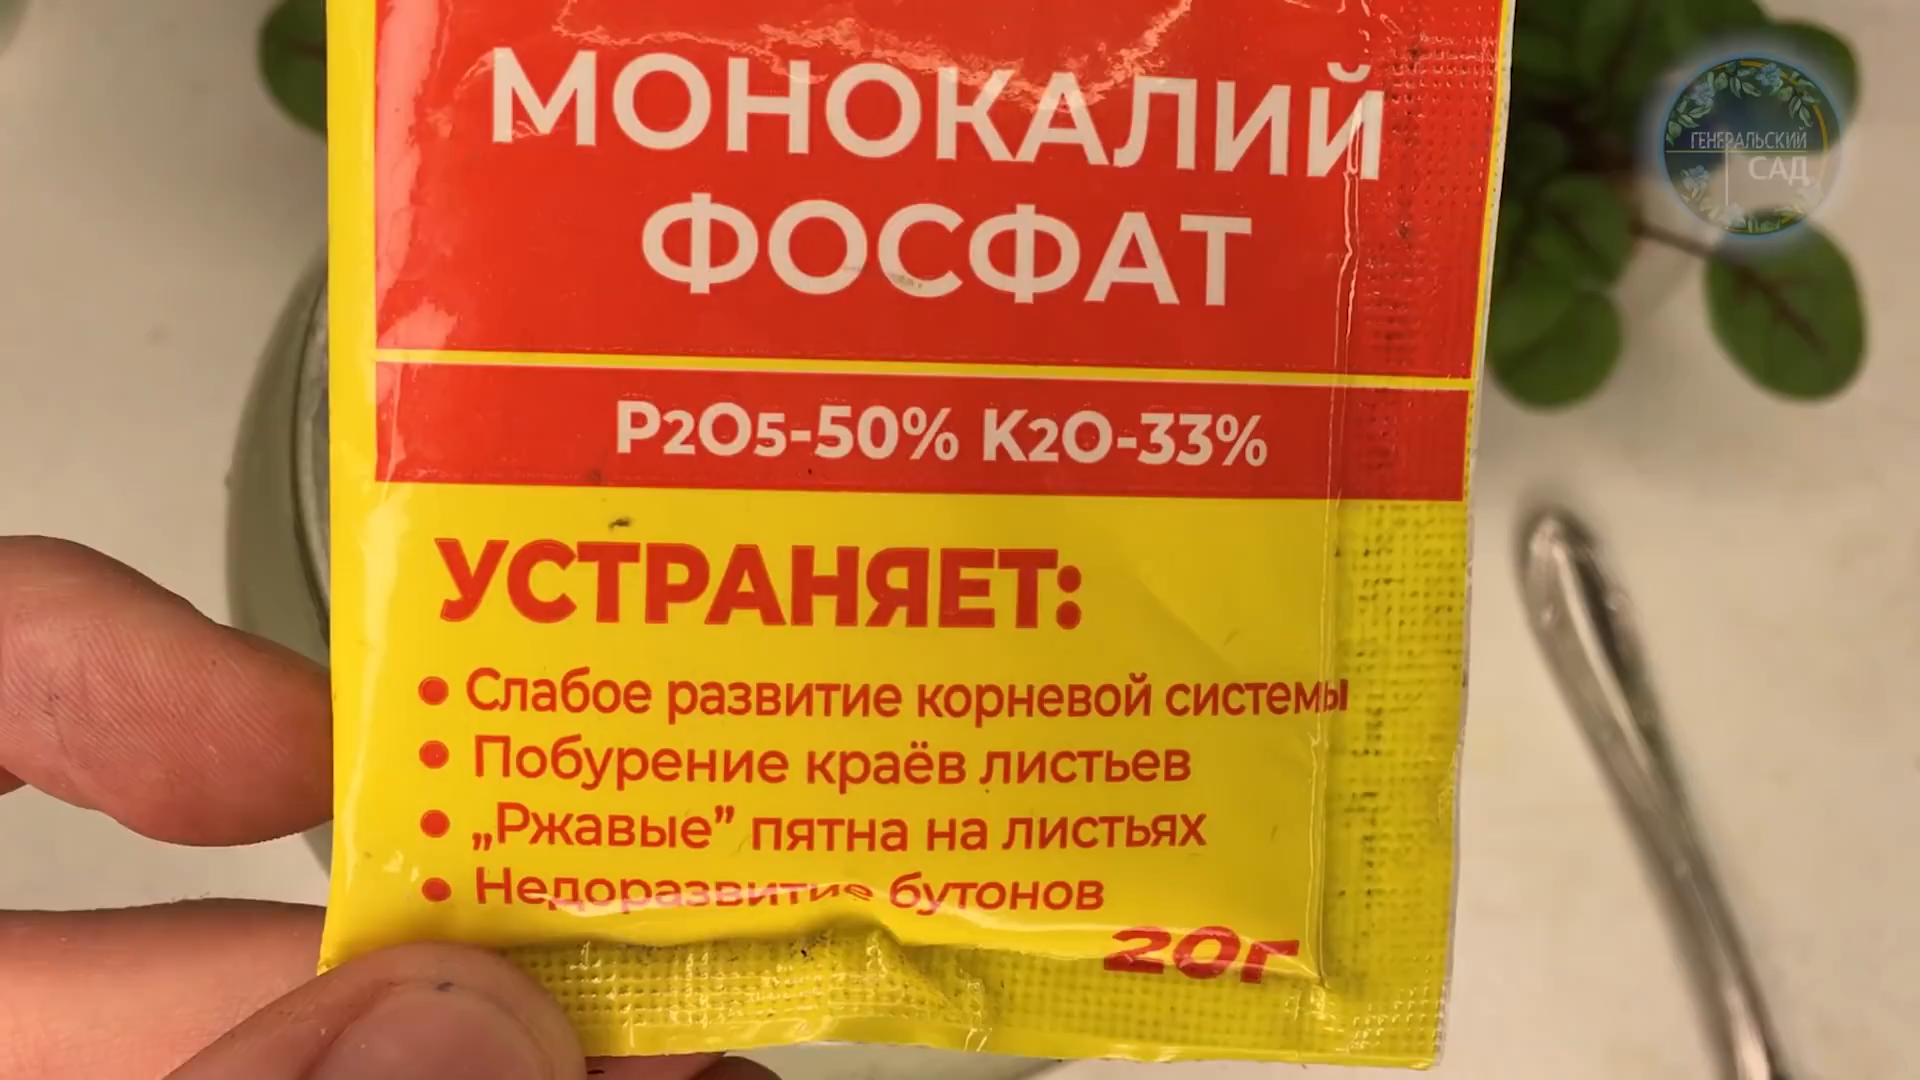 МОНОКАЛИЙ
ФОСФАТ
P2O5-50% K2O-33%
УСТРАНЯЕТ:
• Слабое развитие корневой системы
• Побурение краёв листьев
• „Ржавые” пятна на листьях
• Недоразвитие бутонов
20г
ГЕНЕРАЛЬСКИЙ
САД